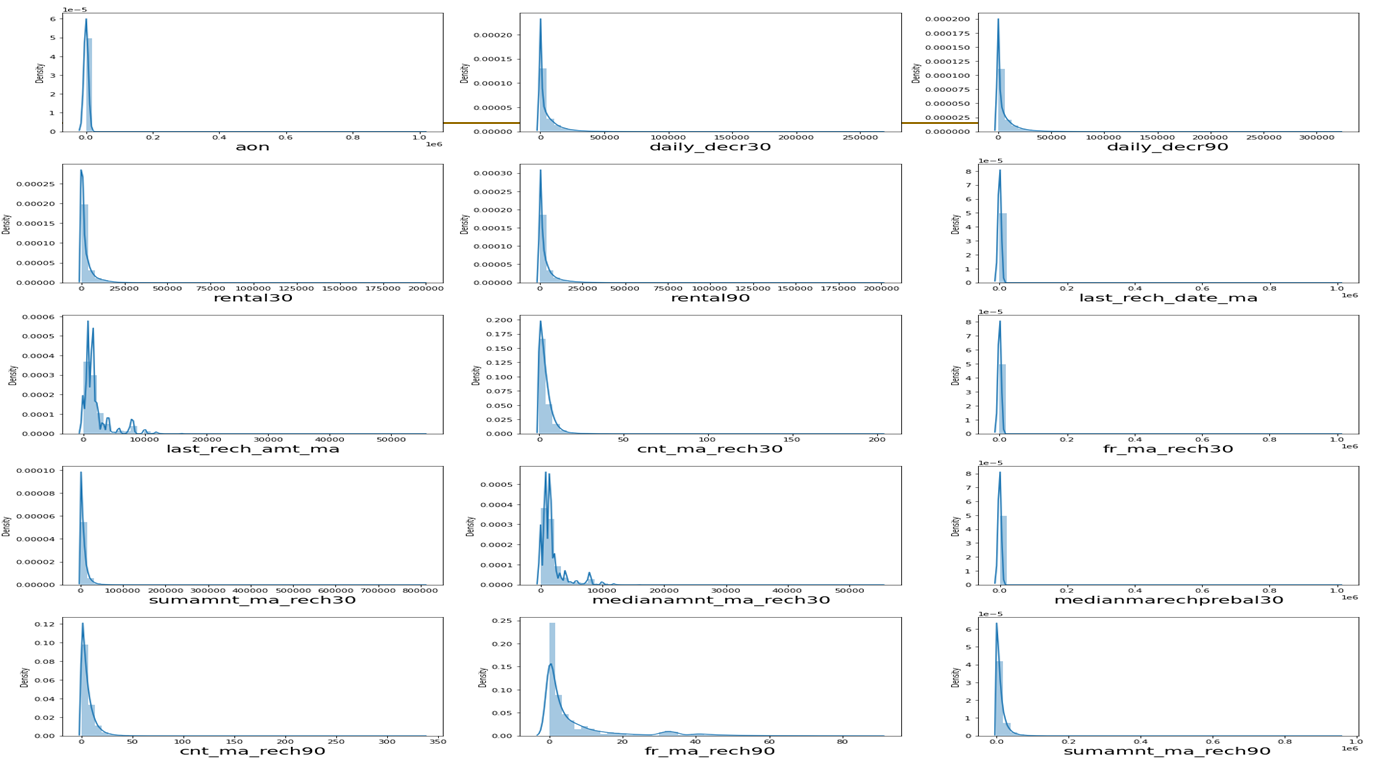 1e−5
6
5
4
3
2
1
0
Density
0.0 0.2 0.4 0.6 0.8 1.0
1e6
aon
0.00020
0.00015
0.00010
0.00005
0.00000
Density
0 50000 100000 150000 200000 250000
daily_decr30
0.000200
0.000175
0.000150
0.000125
0.000100
0.000075
0.000050
0.000025
0.000000
Density
0 50000 100000 150000 200000 250000 300000
daily_decr90
0.00025
0.00020
0.00015
0.00010
0.00005
0.00000
Density
0 25000 50000 75000 100000 125000 150000 175000 200000
rental30
0.00030
0.00025
0.00020
0.00015
0.00010
0.00005
0.00000
Density
0 25000 50000 75000 100000 125000 150000 175000 200000
rental90
1e−5
8
7
6
5
4
3
2
1
0
Density
0.0 0.2 0.4 0.6 0.8 1.0
1e6
last_rech_date_ma
0.0006
0.0005
0.0004
0.0003
0.0002
0.0001
0.0000
Density
0 10000 20000 30000 40000 50000
last_rech_amt_ma
0.200
0.175
0.150
0.125
0.100
0.075
0.050
0.025
0.000
Density
0 50 100 150 200
cnt_ma_rech30
1e−5
8
7
6
5
4
3
2
1
0
Density
0.0 0.2 0.4 0.6 0.8 1.0
1e6
fr_ma_rech30
0.00010
0.00008
0.00006
0.00004
0.00002
0.00000
Density
0 100000 200000 300000 400000 500000 600000 700000 800000
sumamnt_ma_rech30
0.0005
0.0004
0.0003
0.0002
0.0001
0.0000
Density
0 10000 20000 30000 40000 50000
medianamnt_ma_rech30
1e−5
8
7
6
5
4
3
2
1
0
Density
0.0 0.2 0.4 0.6 0.8 1.0
1e6
medianmarechprebal30
0.12
0.10
0.08
0.06
0.04
0.02
0.00
Density
0 50 100 150 200 250 300 350
cnt_ma_rech90
0.25
0.20
0.15
0.10
0.05
0.00
Density
0 20 40 60 80
fr_ma_rech90
1e−5
6
5
4
3
2
1
0
Density
0.0 0.2 0.4 0.6 0.8 1.0
1e6
sumamnt_ma_rech90